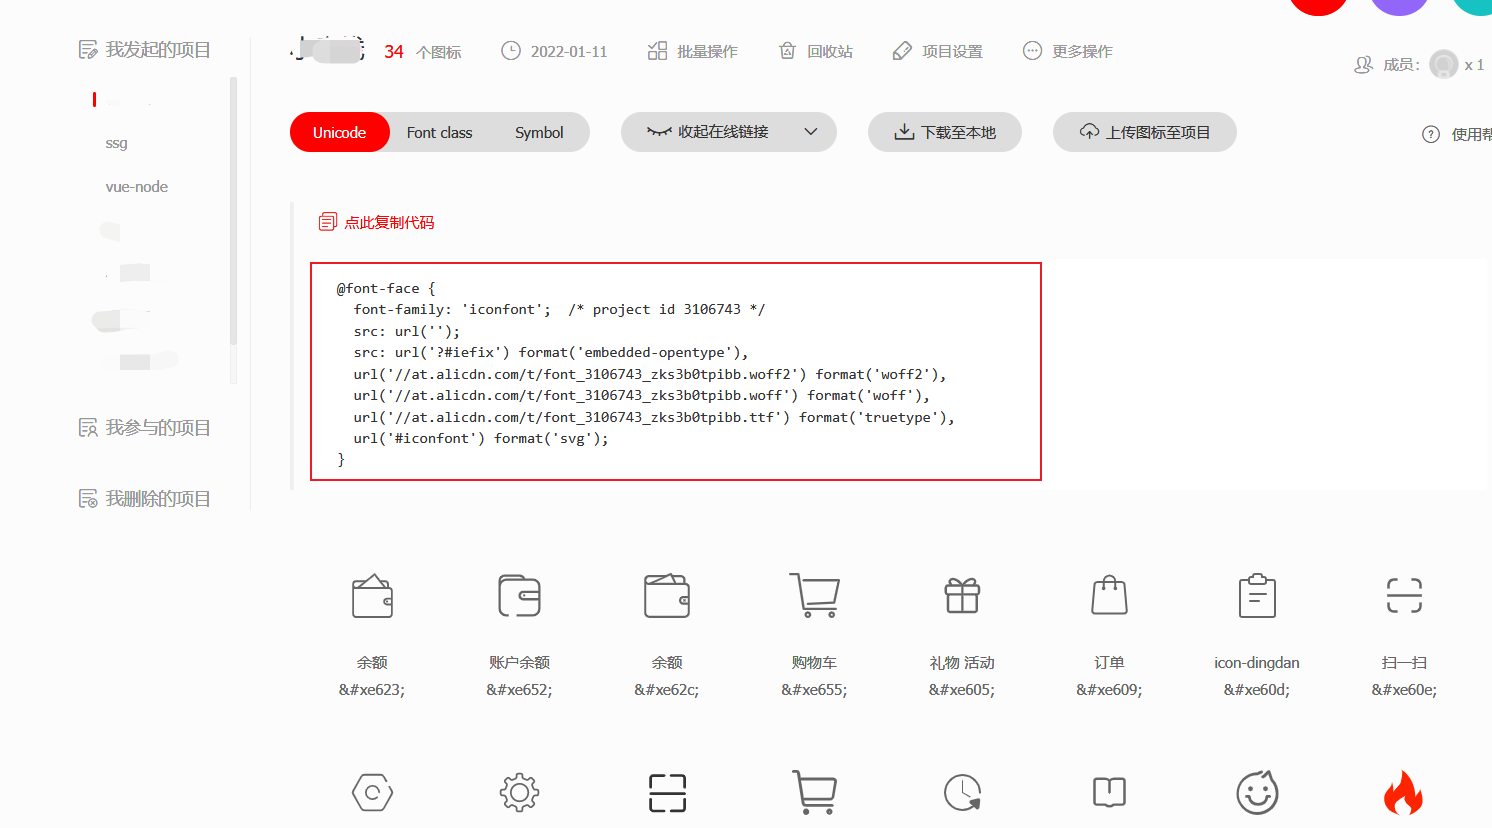 我发起的项目
34 个图标 2022-01-11 批量操作 回收站 项目设置 更多操作
成员: x 1
ssg
vue-node
我参与的项目
我删除的项目
Unicode Font class Symbol 收起在线链接 下载至本地 上传图标至项目
使用帮
点此复制代码
@font-face {
font-family: 'iconfont'; /* project id 3106743 */
src: url('');
src: url('?#iefix') format('embedded-opentype'),
url('//at.alicdn.com/t/font_3106743_zks3b0tpibb.woff2') format('woff2'),
url('//at.alicdn.com/t/font_3106743_zks3b0tpibb.woff') format('woff'),
url('//at.alicdn.com/t/font_3106743_zks3b0tpibb.ttf') format('truetype'),
url('#iconfont') format('svg');
}
余额 账户余额 余额 购物车 礼物 活动 订单 icon-dingdan 扫一扫
&#xe623; &#xe652; &#xe62c; &#xe655; &#xe605; &#xe609; &#xe60d; &#xe60e;